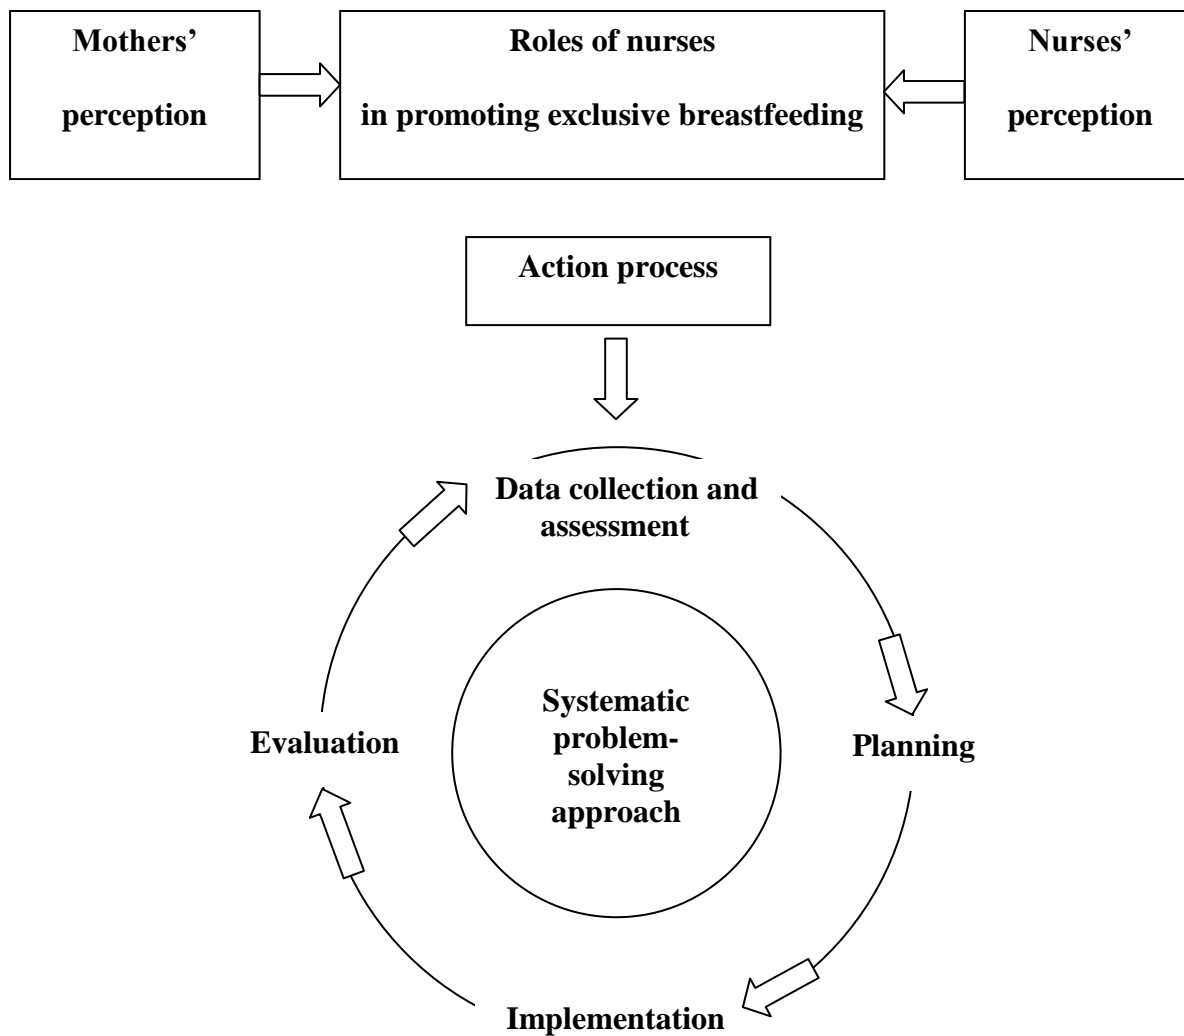 Mothers’
perception
Roles of nurses
in promoting exclusive breastfeeding
Nurses’
perception
Action process
Data collection and
assessment
Evaluation
Systematic
problem-
solving
approach
Planning
Implementation